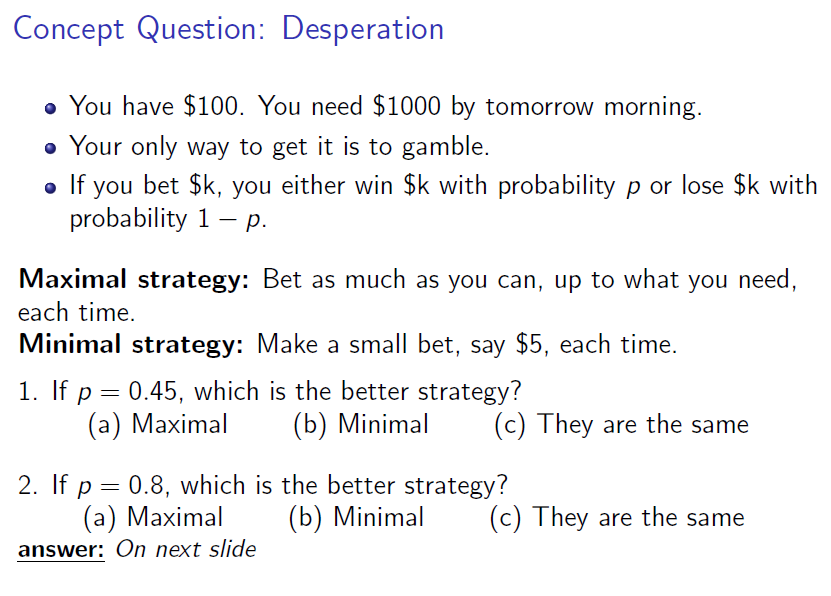 Concept Question: Desperation
You have $100. You need $1000 by tomorrow morning.
Your only way to get it is to gamble.
If you bet $k, you either win $k with probability p or lose $k with
probability 1 − p.
Maximal strategy: Bet as much as you can, up to what you need,
each time.
Minimal strategy: Make a small bet, say $5, each time.
1. If p = 0.45, which is the better strategy?
(a) Maximal (b) Minimal (c) They are the same
2. If p = 0.8, which is the better strategy?
(a) Maximal (b) Minimal (c) They are the same
answer: On next slide